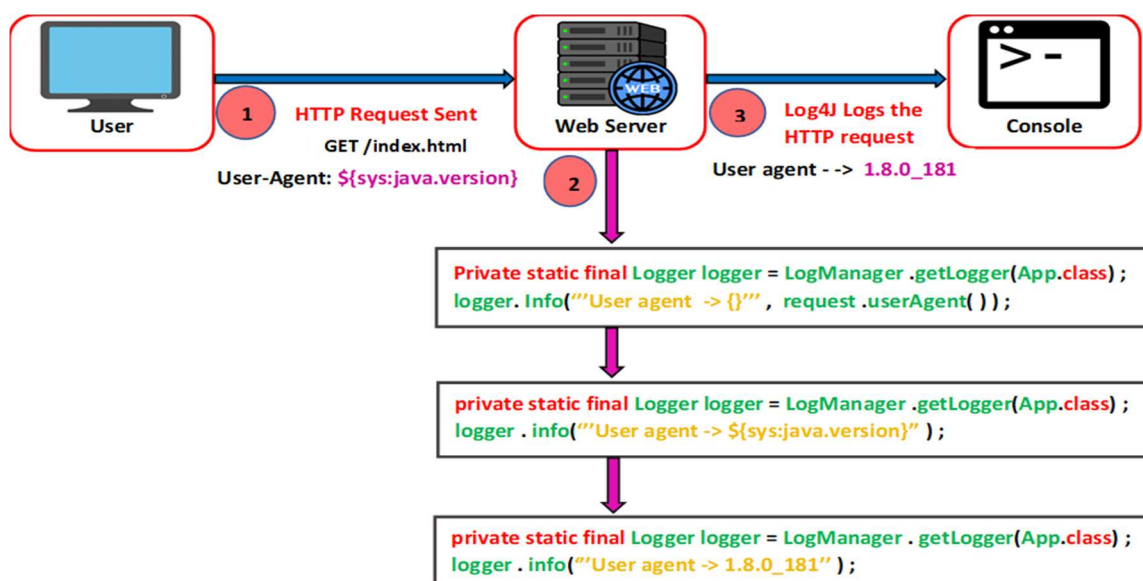 User
1
HTTP Request Sent
GET /index.html
User-Agent: ${sys:java.version}
WEB
Web Server
2
3
Log4J Logs the
HTTP request
User agent - -> 1.8.0_181
>-
Console
Private static final Logger logger = LogManager .getLogger(App.class) ;
logger. Info(“’’User agent -> {}’’’ , request .userAgent( ) ) ;
private static final Logger logger = LogManager .getLogger(App.class) ;
logger . info(“’’User agent -> ${sys:java.version}” ) ;
private static final Logger logger = LogManager . getLogger(App.class) ;
logger . info(“’’User agent -> 1.8.0_181’’ ) ;